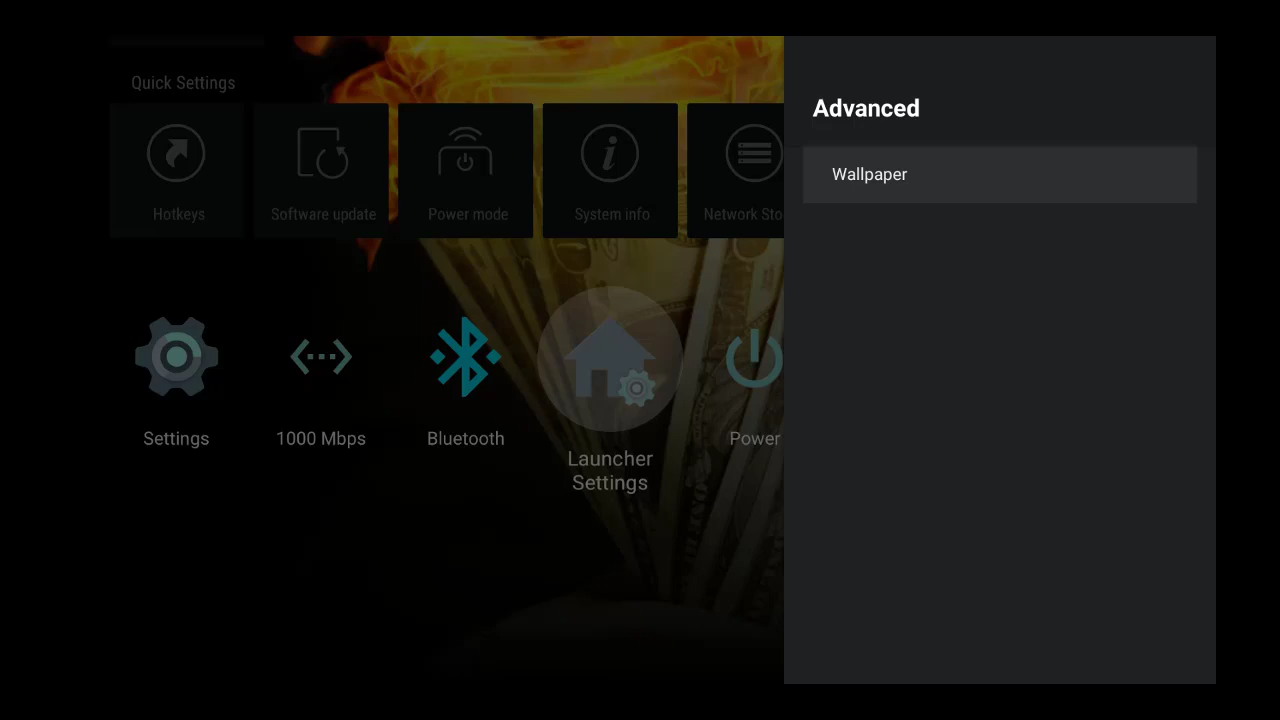 Quick Settings
Hotkeys
Software update
Power mode
System info
Network Sto
Settings
1000 Mbps
Bluetooth
Launcher
Settings
Power
Advanced
Wallpaper